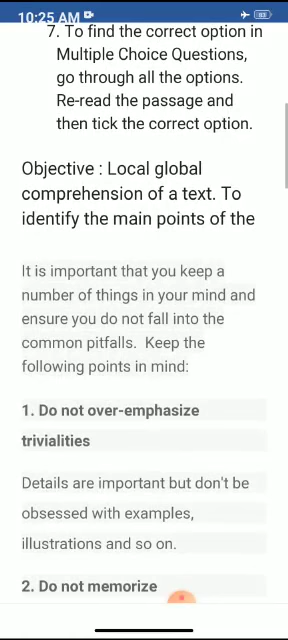 10:25 AM
7. To find the correct option in
Multiple Choice Questions,
go through all the options.
Re-read the passage and
then tick the correct option.
Objective : Local global
comprehension of a text. To
identify the main points of the
It is important that you keep a
number of things in your mind and
ensure you do not fall into the
common pitfalls.  Keep the
following points in mind:
1. Do not over-emphasize
trivialities
Details are important but don't be
obsessed with examples,
illustrations and so on.
2. Do not memorize